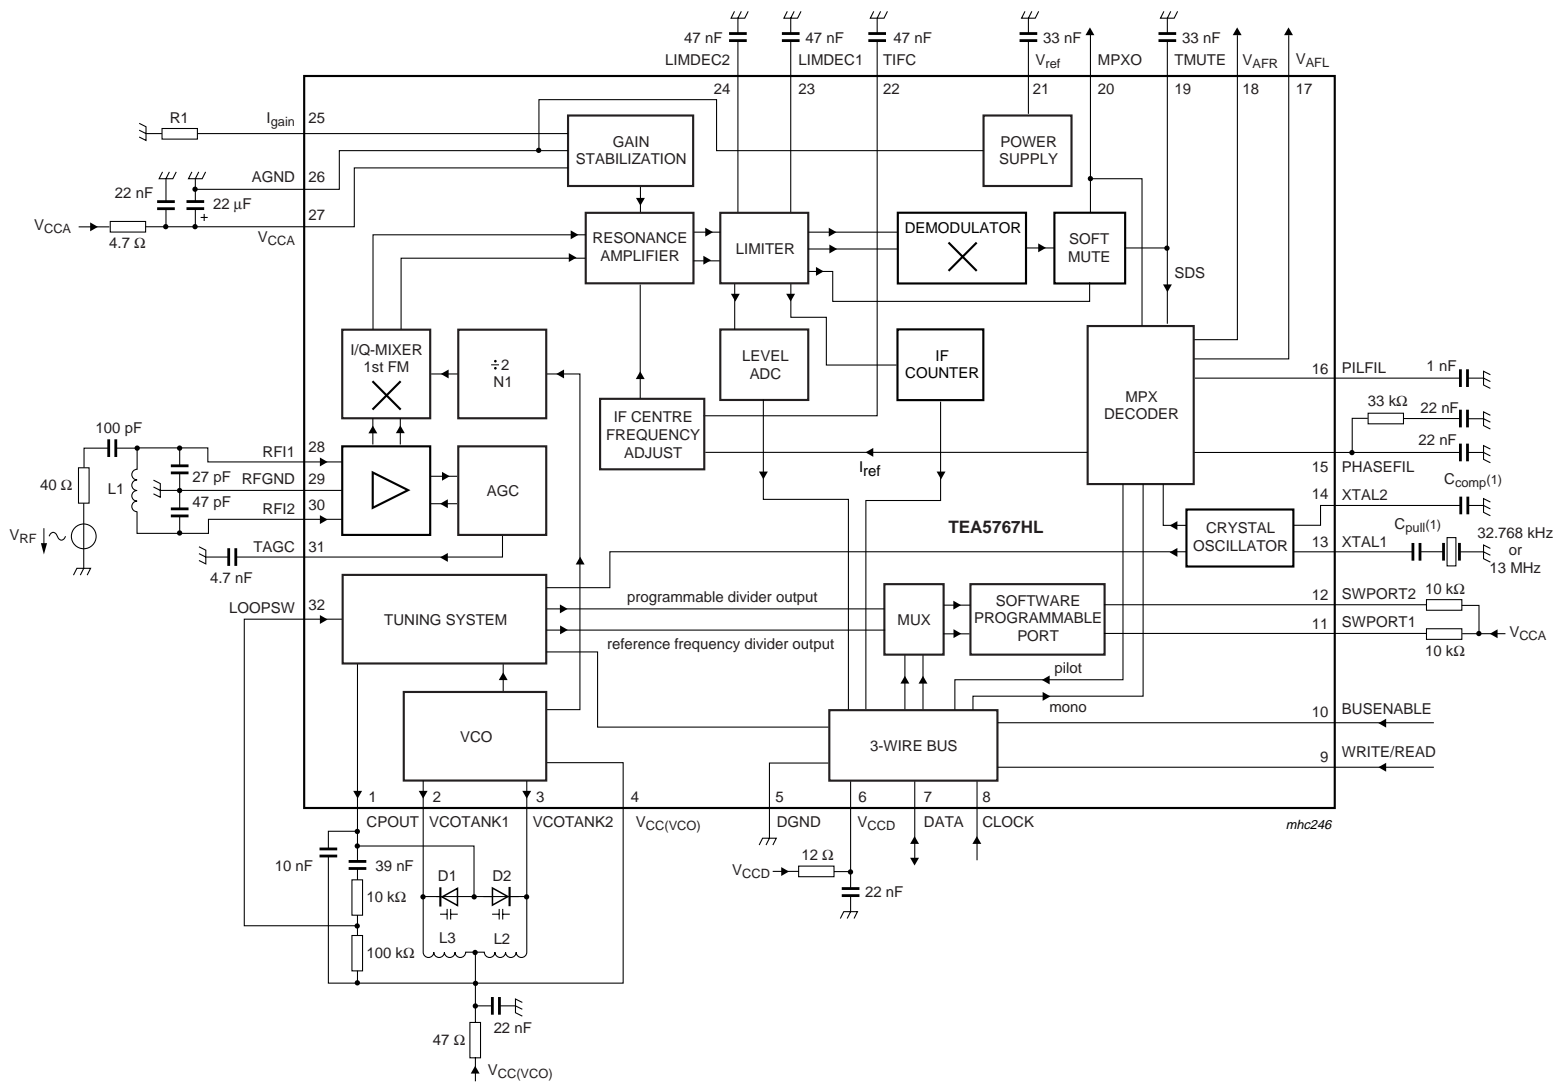 47 nF
47 nF
47 nF
33 nF
33 nF
LIMDEC2
LIMDEC1
TIFC
Vref
MPXO
TMUTE
VAFR
VAFL
24
23
22
21
20
19
18
17
R1
Igain
25
GAIN
STABILIZATION
POWER
SUPPLY
AGND
26
22 nF
22 μF
+
27
VCCA
4.7 Ω
VCCA
RESONANCE
AMPLIFIER
LIMITER
DEMODULATOR
SOFT
MUTE
SDS
I/Q-MIXER
1st FM
÷2
N1
LEVEL
ADC
IF
COUNTER
MPX
DECODER
16
PILFIL
1 nF
33 kΩ
22 nF
22 nF
15
PHASEFIL
IF CENTRE
FREQUENCY
ADJUST
Iref
100 pF
RFI1
28
27 pF
RFGND
29
40 Ω
L1
47 pF
RFI2
30
AGC
VRF
TAGC
31
4.7 nF
TEA5767HL
14
XTAL2
Ccomp(1)
CRYSTAL
OSCILLATOR
13
XTAL1
Cpull(1)
32.768 kHz
or
13 MHz
LOOPSW
32
TUNING SYSTEM
programmable divider output
reference frequency divider output
MUX
SOFTWARE
PROGRAMMABLE
PORT
12
SWPORT2
10 kΩ
11
SWPORT1
10 kΩ
VCCA
pilot
mono
VCO
3-WIRE BUS
10
BUSENABLE
9
WRITE/READ
1
2
3
4
5
6
7
8
CPOUT
VCOTANK1
VCOTANK2
VCC(VCO)
DGND
VCCD
DATA
CLOCK
mhc246
10 nF
39 nF
10 kΩ
100 kΩ
D1
D2
L3
L2
VCCD
12 Ω
22 nF
22 nF
47 Ω
VCC(VCO)